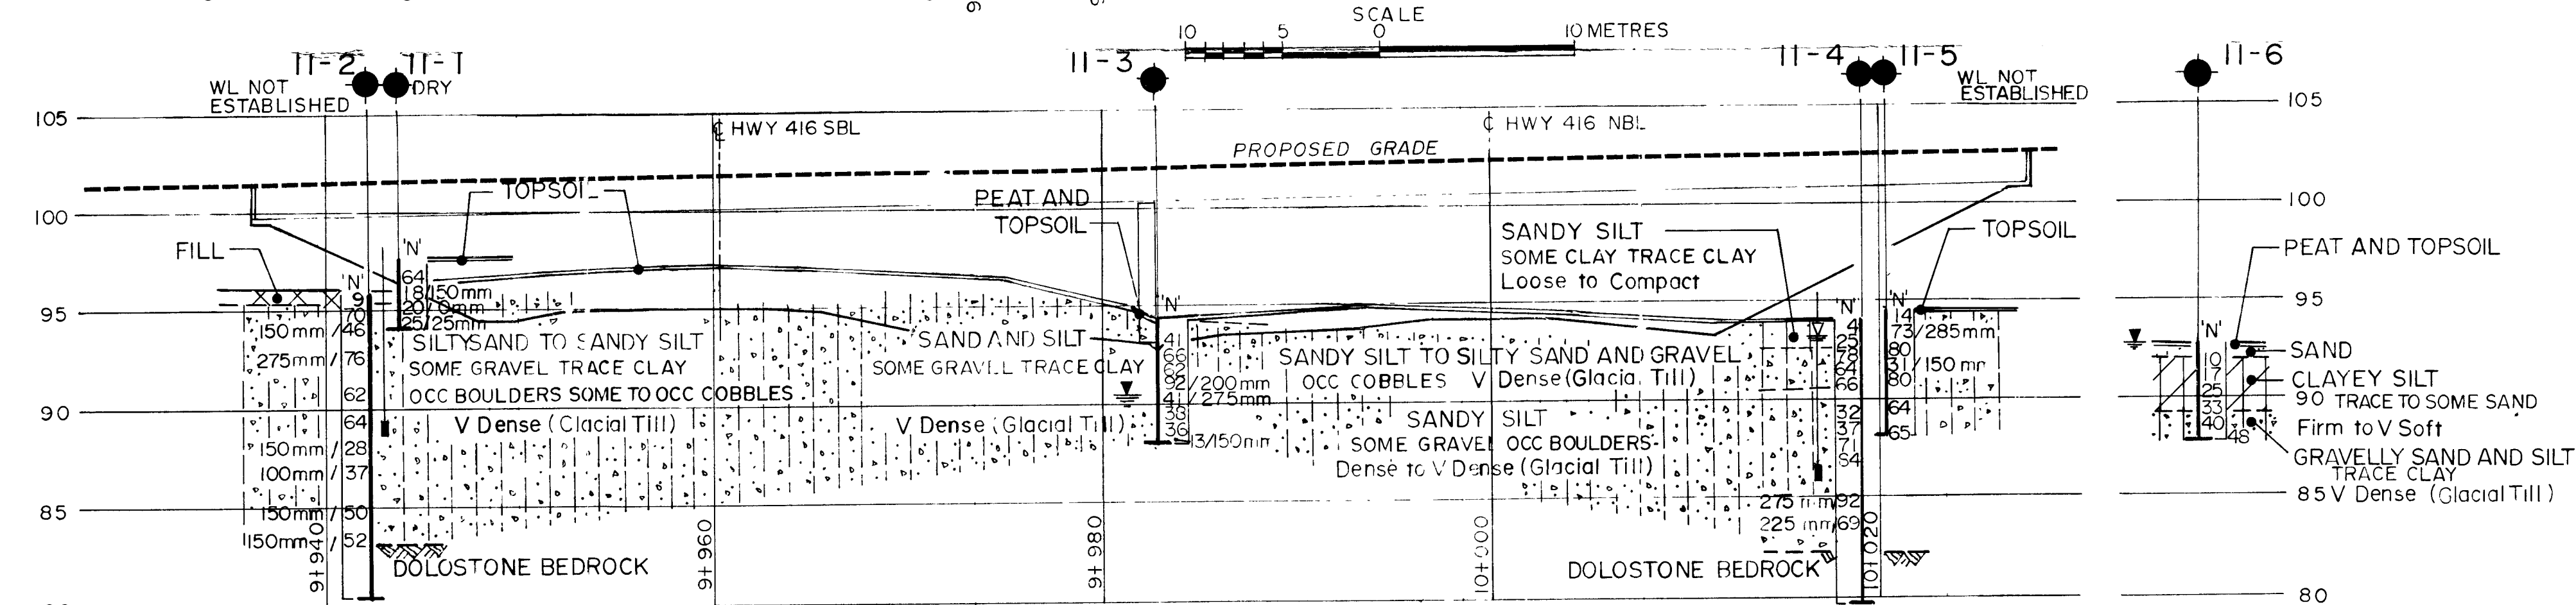 SCALE
10 5 0 10 METRES
11-2
11-1
11-3
11-4
11-5
11-6
WL NOT
ESTABLISHED
DRY
WL NOT
ESTABLISHED
105
105
℄ HWY 416 SBL
℄ HWY 416 NBL
PROPOSED GRADE
TOPSOIL
PEAT AND
TOPSOIL
100
100
FILL
SANDY SILT
SOME CLAY TRACE CLAY
Loose to Compact
TOPSOIL
PEAT AND TOPSOIL
95
95
'N'
9
70
150mm / 46
275mm / 76
62
64
150mm / 28
100mm / 37
150mm / 50
150mm / 52
'N'
64
18/150mm
20/0mm
25/25mm
SILTY SAND TO SANDY SILT
SOME GRAVEL TRACE CLAY
OCC BOULDERS SOME TO OCC COBBLES
V Dense (Glacial Till)
SAND AND SILT
SOME GRAVEL TRACE CLAY
V Dense (Glacial Till)
'N'
41
66
62
92/200mm
41/275mm
38
36
13/150mm
SANDY SILT TO SILTY SAND AND GRAVEL
OCC COBBLES V Dense (Glacial Till)
SANDY SILT
SOME GRAVEL OCC BOULDERS
Dense to V Dense (Glacial Till)
'N'
4
25
78
64
66
32
37
64
275mm/92
225 mm/69
'N'
14
73/285mm
80
31/150mm
80
64
65
'N'
10
7
25
33
40
48
SAND
CLAYEY SILT
TRACE TO SOME SAND
Firm to V Soft
GRAVELLY SAND AND SILT
TRACE CLAY
V Dense (Glacial Till)
90
90
85
85
80
9+940
9+960
9+980
10+000
10+020
DOLOSTONE BEDROCK
DOLOSTONE BEDROCK